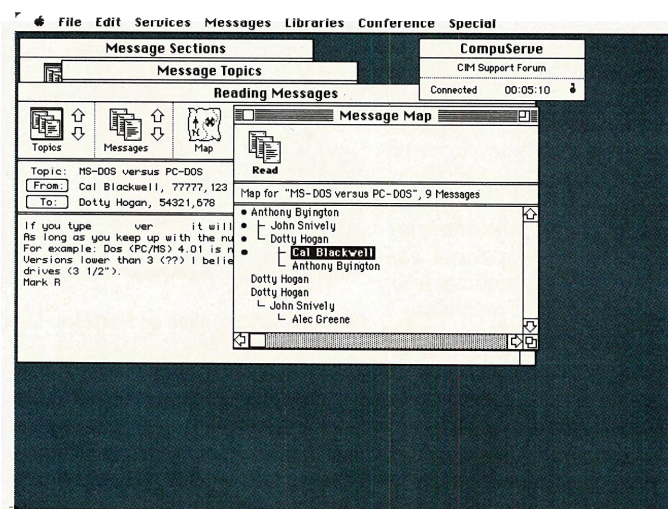 File Edit Services Messages Libraries Conference Special
Message Sections
Message Topics
Reading Messages
CompuServe
CIM Support Forum
Connected 00:05:10
Topics
Messages
Map
Topic: MS-DOS versus PC-DOS
From: Cal Blackwell, 77777,123
To: Dotty Hogan, 54321,678
If you type ver it will
As long as you keep up with the nu
For example: Dos (PC/MS) 4.01 is n
Versions lower than 3 (??) I belie
drives (3 1/2").
Mark R
Message Map
Read
Map for "MS-DOS versus PC-DOS", 9 Messages
Anthony Byington
John Snively
Dotty Hogan
Cal Blackwell
Anthony Byington
Dotty Hogan
Dotty Hogan
John Snively
Alec Greene